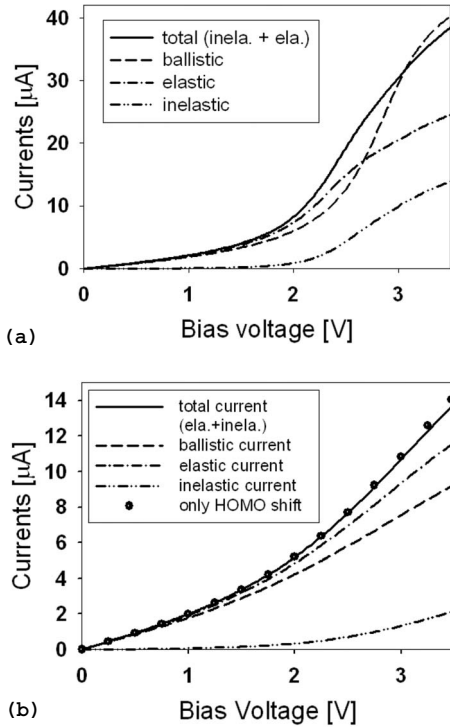 40
30
20
10
0
Currents [µA]
total (inela. + ela.)
ballistic
elastic
inelastic
0 1 2 3
Bias voltage [V]
(a)
14
12
10
8
6
4
2
0
Currents [µA]
total current
(ela.+inela.)
ballistic current
elastic current
inelastic current
only HOMO shift
0 1 2 3
Bias Voltage [V]
(b)